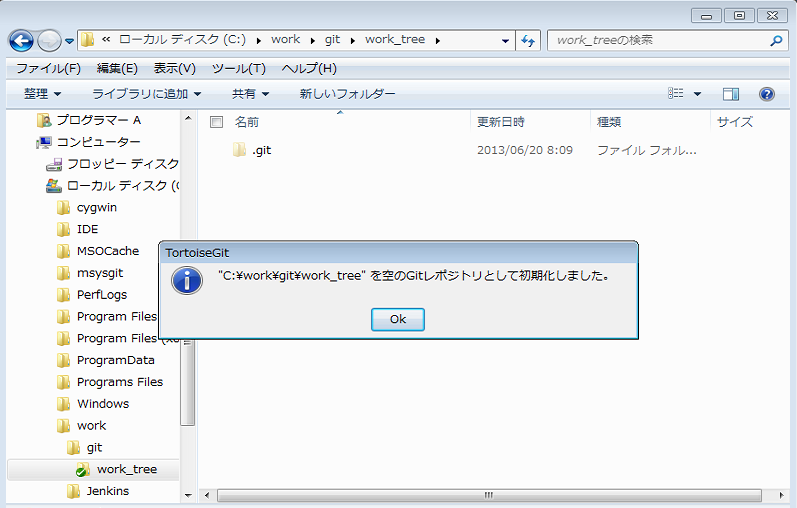 « ローカル ディスク (C:) ▸ work ▸ git ▸ work_tree ▸
work_treeの検索
ファイル(F) 編集(E) 表示(V) ツール(T) ヘルプ(H)
整理 ライブラリに追加 共有 新しいフォルダー
プログラマー A
コンピューター
フロッピー ディスク
ローカル ディスク (C
cygwin
IDE
MSOCache
msysgit
PerfLogs
Program Files
Program Files (x8
ProgramData
Programs Files
Windows
work
git
work_tree
Jenkins
名前 更新日時 種類 サイズ
.git 2013/06/20 8:09 ファイル フォル...
TortoiseGit
"C:¥work¥git¥work_tree" を空のGitレポジトリとして初期化しました。
Ok